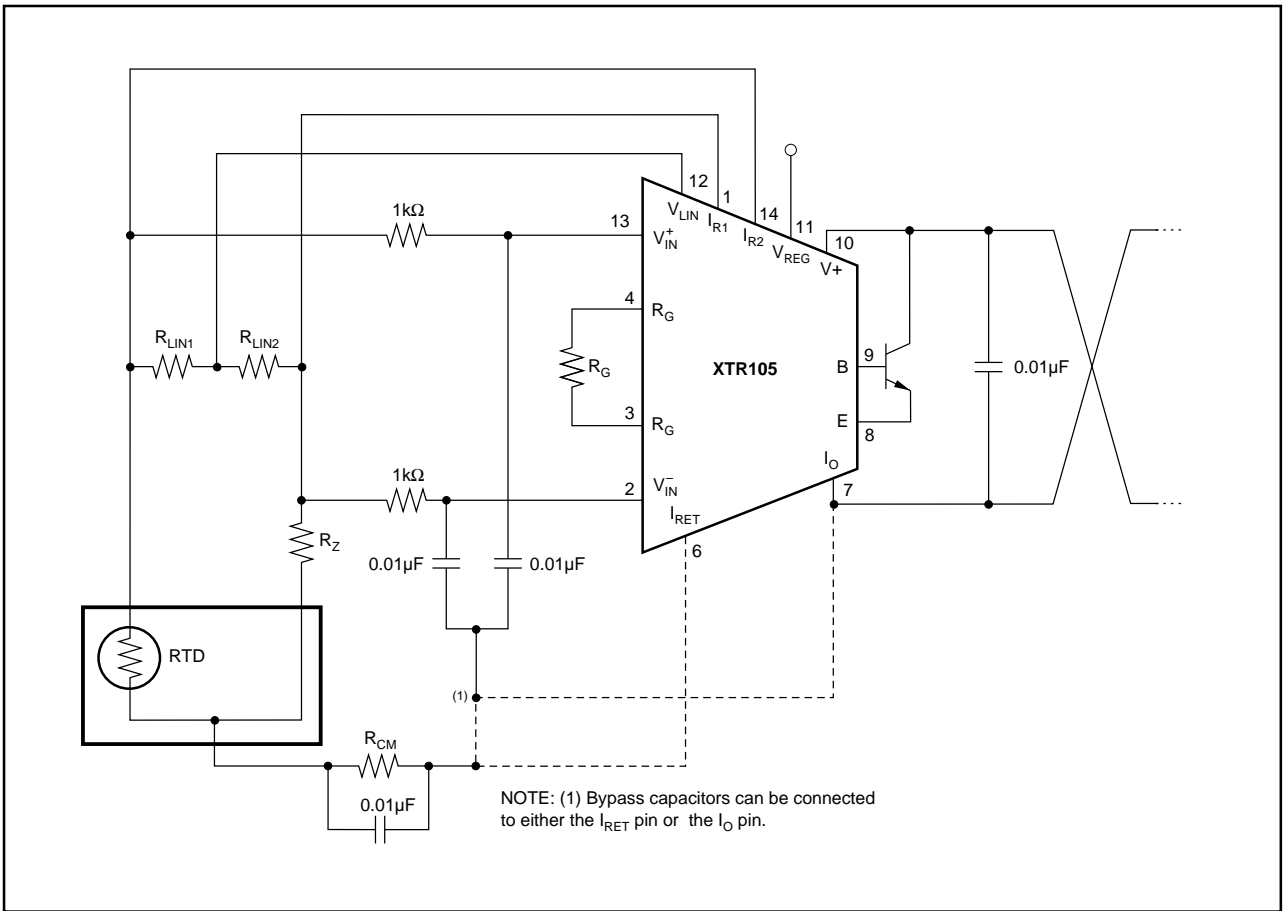 12
1
14
11
10
1kΩ
13
V_LIN
I_R1
I_R2
V_REG
V+
V_IN^+
4
R_G
R_LIN1
R_LIN2
R_G
XTR105
B
9
0.01µF
3
R_G
E
8
1kΩ
2
V_IN^−
I_O
7
I_RET
6
R_Z
0.01µF
0.01µF
RTD
(1)
R_CM
0.01µF
NOTE: (1) Bypass capacitors can be connected
to either the I_RET pin or the I_O pin.